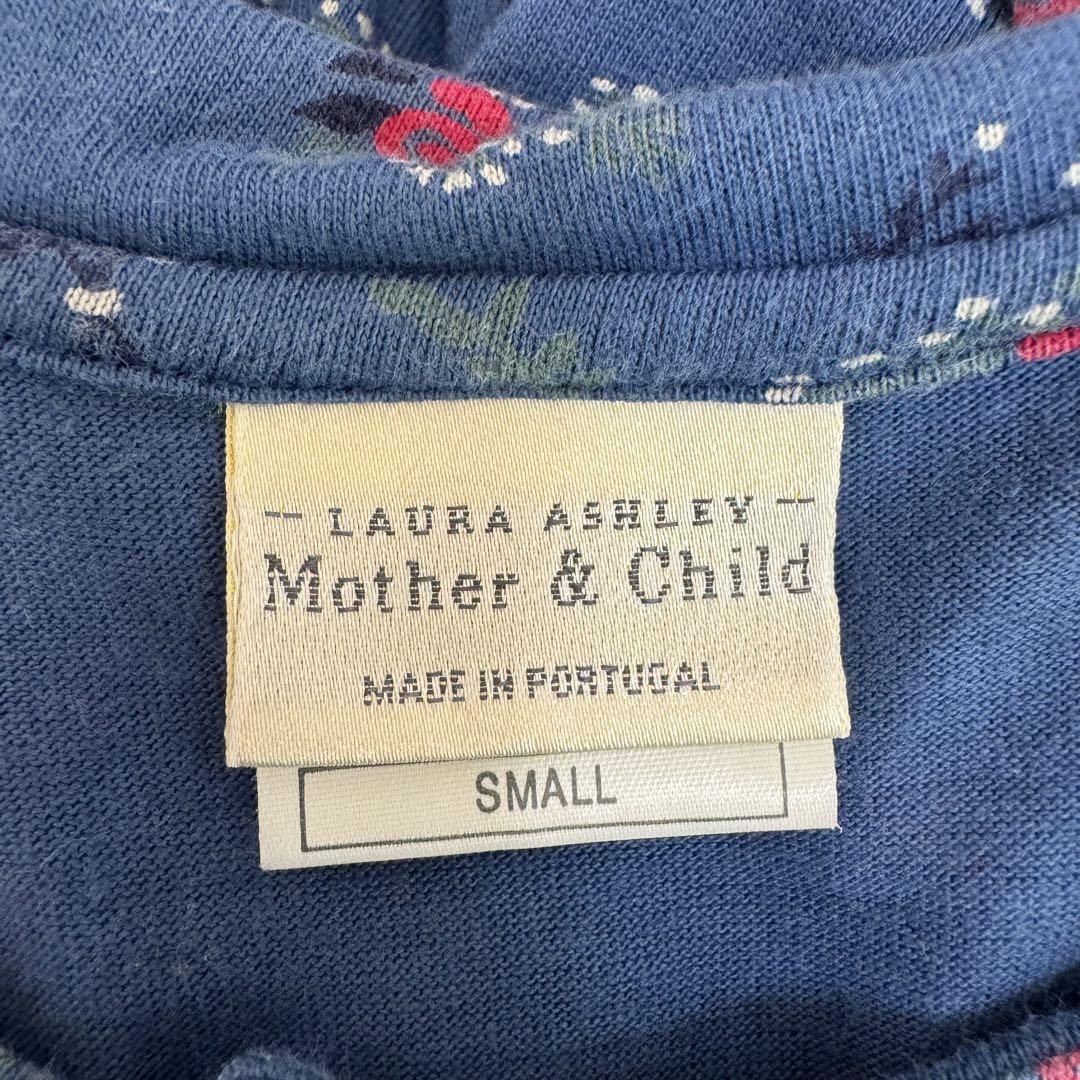 - LAURA ASHLEY -
Mother & Child
MADE IN PORTUGAL
SMALL